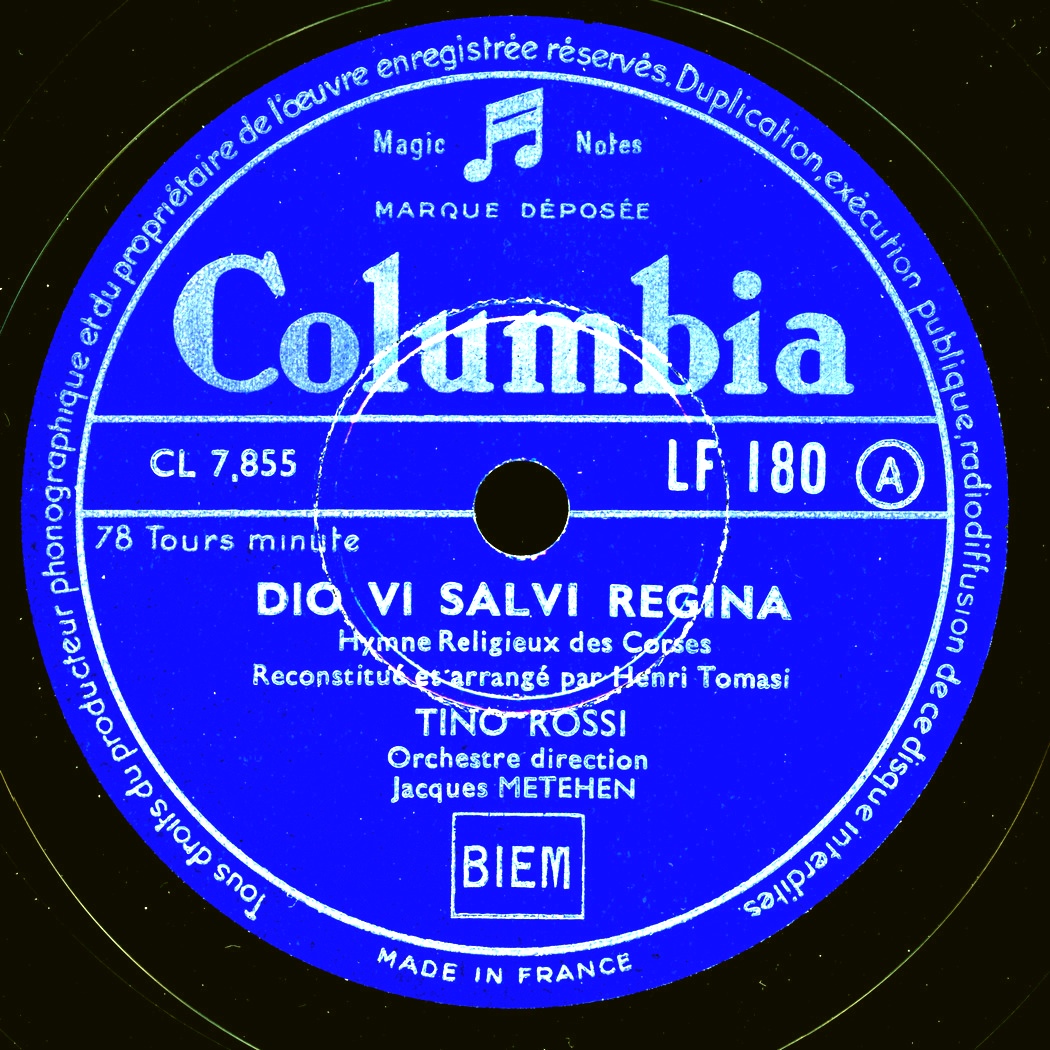 Tous droits du producteur phonographique et du propriétaire de l'œuvre enregistrée réservés. Duplication, exécution publique, radiodiffusion de ce disque interdites.
Magic Notes
MARQUE DÉPOSÉE
Columbia
CL 7,855 LF 180 A
78 Tours minute
DIO VI SALVI REGINA
Hymne Religieux des Corses
Reconstitué et arrangé par Henri Tomasi
TINO ROSSI
Orchestre direction
Jacques METEHEN
BIEM
MADE IN FRANCE